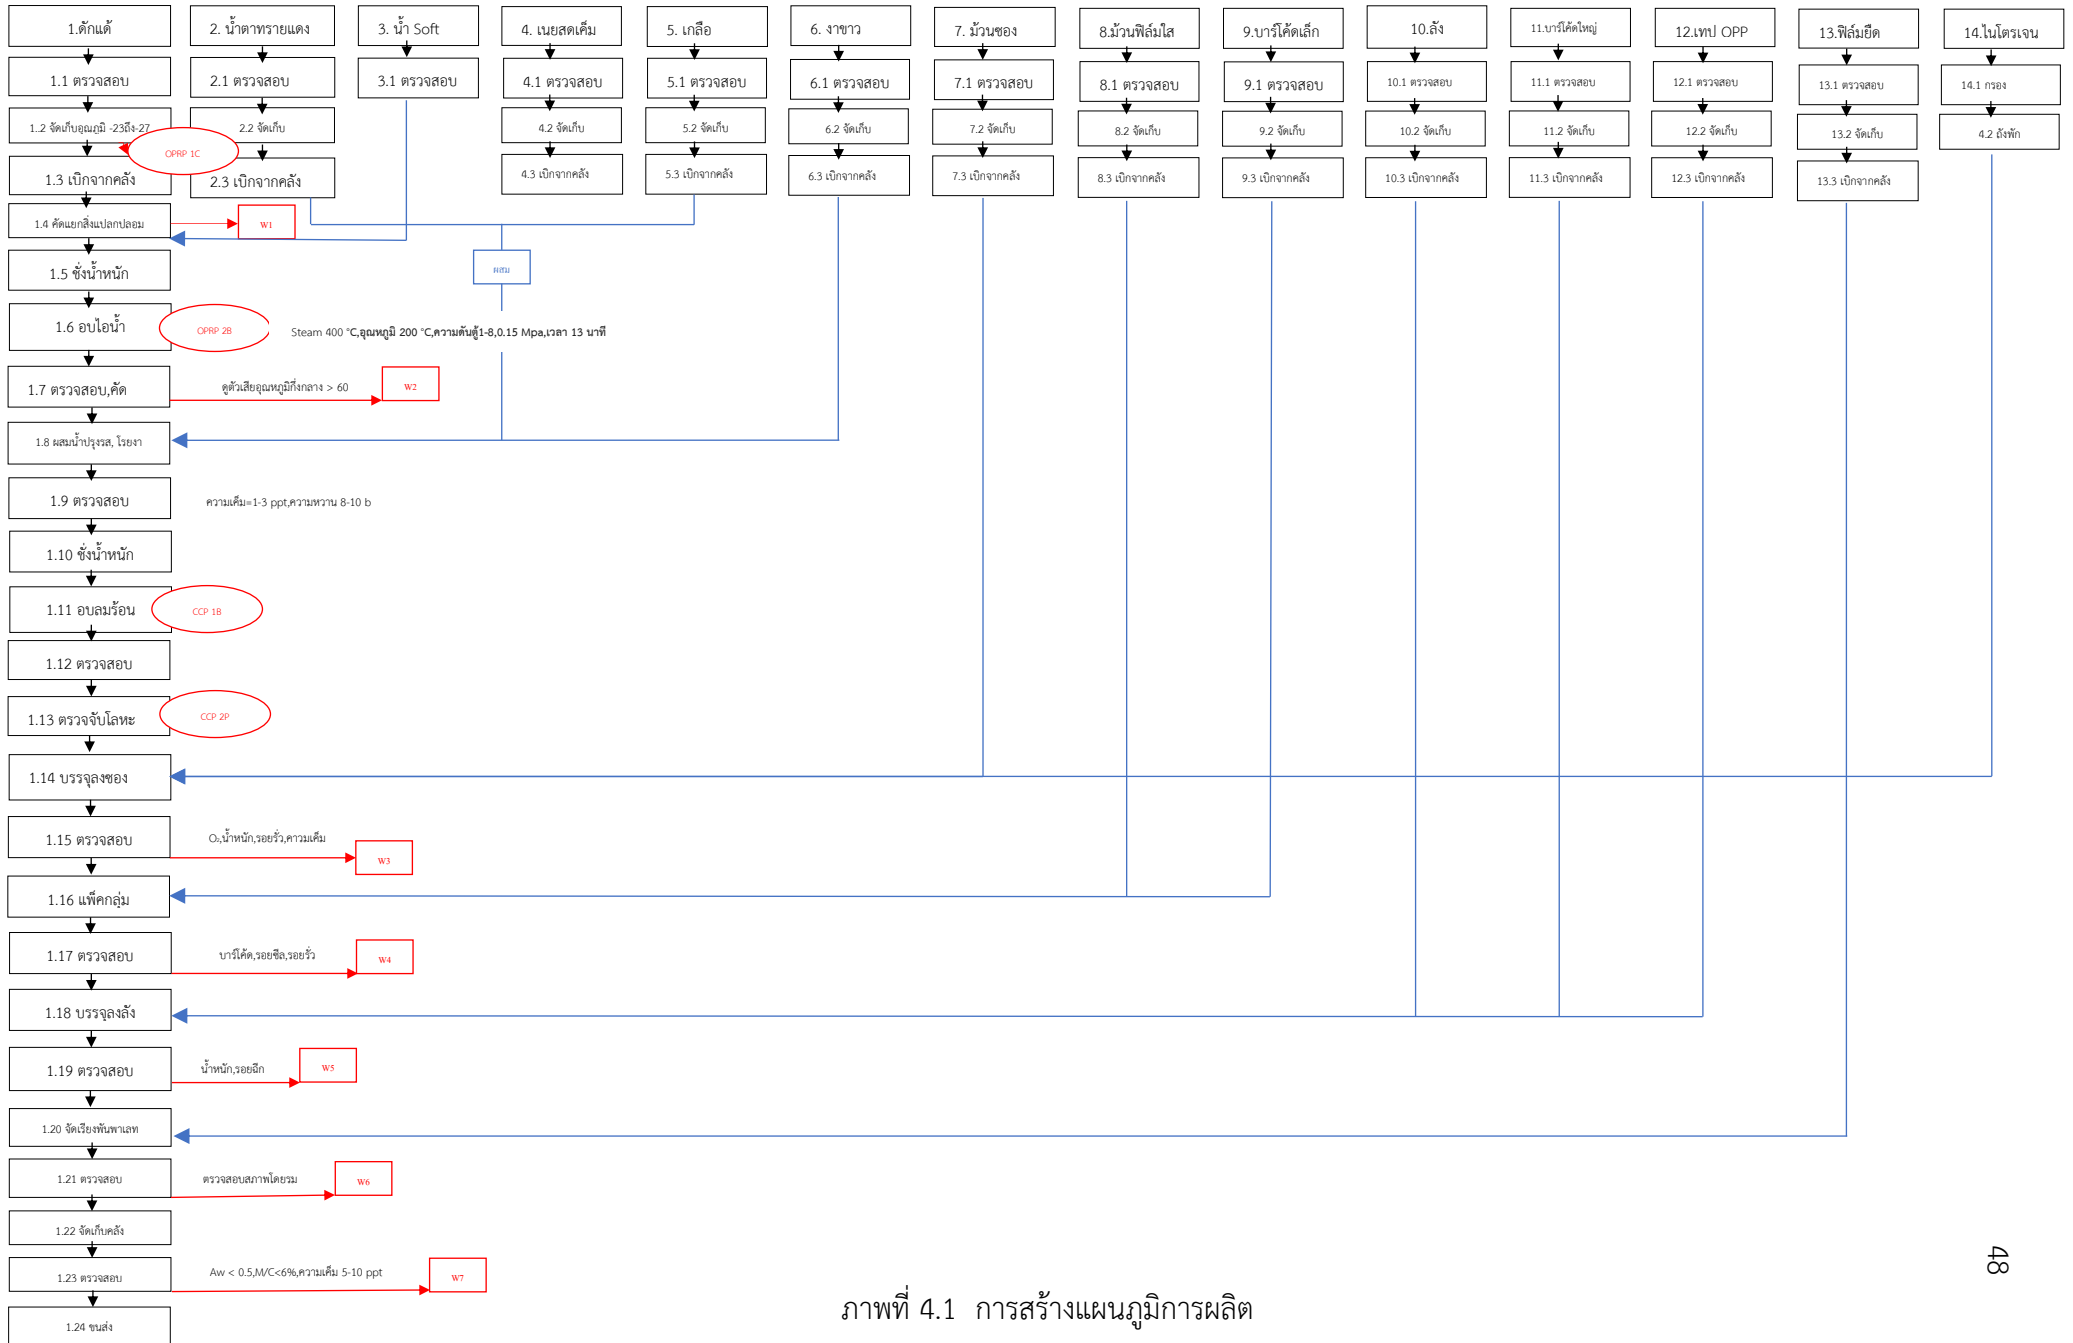 1.ดักแด้
2. น้ำตาทรายแดง
3. น้ำ Soft
4. เนยสดเค็ม
5. เกลือ
6. งาขาว
7. ม้วนซอง
8.ม้วนฟิล์มใส
9.บาร์โค้ดเล็ก
10.ลัง
11.บาร์โค้ดใหญ่
12.เทป OPP
13.ฟิล์มยืด
14.ไนโตรเจน
1.1 ตรวจสอบ
2.1 ตรวจสอบ
3.1 ตรวจสอบ
4.1 ตรวจสอบ
5.1 ตรวจสอบ
6.1 ตรวจสอบ
7.1 ตรวจสอบ
8.1 ตรวจสอบ
9.1 ตรวจสอบ
10.1 ตรวจสอบ
11.1 ตรวจสอบ
12.1 ตรวจสอบ
13.1 ตรวจสอบ
14.1 กรอง
1..2 จัดเก็บอุณภูมิ -23ถึง-27
2.2 จัดเก็บ
4.2 จัดเก็บ
5.2 จัดเก็บ
6.2 จัดเก็บ
7.2 จัดเก็บ
8.2 จัดเก็บ
9.2 จัดเก็บ
10.2 จัดเก็บ
11.2 จัดเก็บ
12.2 จัดเก็บ
13.2 จัดเก็บ
4.2 ถังพัก
OPRP 1C
1.3 เบิกจากคลัง
2.3 เบิกจากคลัง
4.3 เบิกจากคลัง
5.3 เบิกจากคลัง
6.3 เบิกจากคลัง
7.3 เบิกจากคลัง
8.3 เบิกจากคลัง
9.3 เบิกจากคลัง
10.3 เบิกจากคลัง
11.3 เบิกจากคลัง
12.3 เบิกจากคลัง
13.3 เบิกจากคลัง
1.4 คัดแยกสิ่งแปลกปลอม
W1
1.5 ชั่งน้ำหนัก
ผสม
1.6 อบไอน้ำ
OPRP 2B
Steam 400 °C,อุณหภูมิ 200 °C,ความดันตู้1-8,0.15 Mpa,เวลา 13 นาที
1.7 ตรวจสอบ,คัด
ดูตัวเสียอุณหภูมิกึ่งกลาง > 60
W2
1.8 ผสมน้ำปรุงรส, โรยงา
1.9 ตรวจสอบ
ความเค็ม=1-3 ppt,ความหวาน 8-10 b
1.10 ชั่งน้ำหนัก
1.11 อบลมร้อน
CCP 1B
1.12 ตรวจสอบ
1.13 ตรวจจับโลหะ
CCP 2P
1.14 บรรจุลงซอง
1.15 ตรวจสอบ
O₂,น้ำหนัก,รอยรั่ว,คาวมเค็ม
W3
1.16 แพ็คกลุ่ม
1.17 ตรวจสอบ
บาร์โค้ด,รอยซีล,รอยรั่ว
W4
1.18 บรรจุลงลัง
1.19 ตรวจสอบ
น้ำหนัก,รอยฉีก
W5
1.20 จัดเรียงพันพาเลท
1.21 ตรวจสอบ
ตรวจสอบสภาพโดยรม
W6
1.22 จัดเก็บคลัง
1.23 ตรวจสอบ
Aw < 0.5,M/C<6%,ความเค็ม 5-10 ppt
W7
1.24 ขนส่ง
ภาพที่ 4.1 การสร้างแผนภูมิการผลิต
48